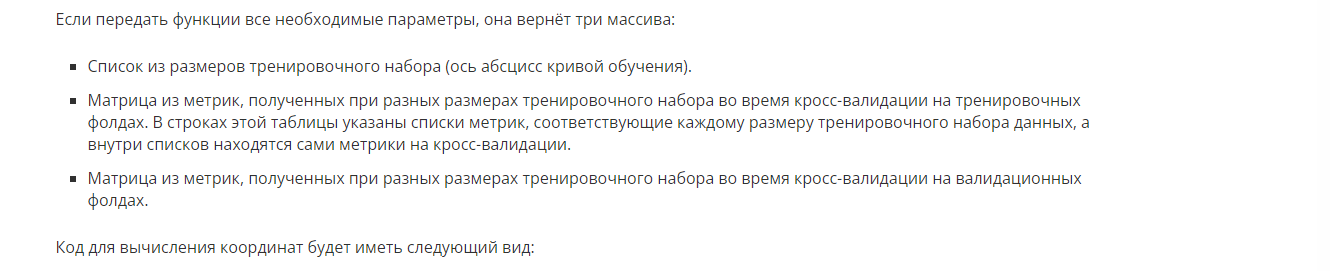 Если передать функции все необходимые параметры, она вернёт три массива:
Список из размеров тренировочного набора (ось абсцисс кривой обучения).
Матрица из метрик, полученных при разных размерах тренировочного набора во время кросс-валидации на тренировочных
фолдах. В строках этой таблицы указаны списки метрик, соответствующие каждому размеру тренировочного набора данных, а
внутри списков находятся сами метрики на кросс-валидации.
Матрица из метрик, полученных при разных размерах тренировочного набора во время кросс-валидации на валидационных
фолдах.
Код для вычисления координат будет иметь следующий вид: